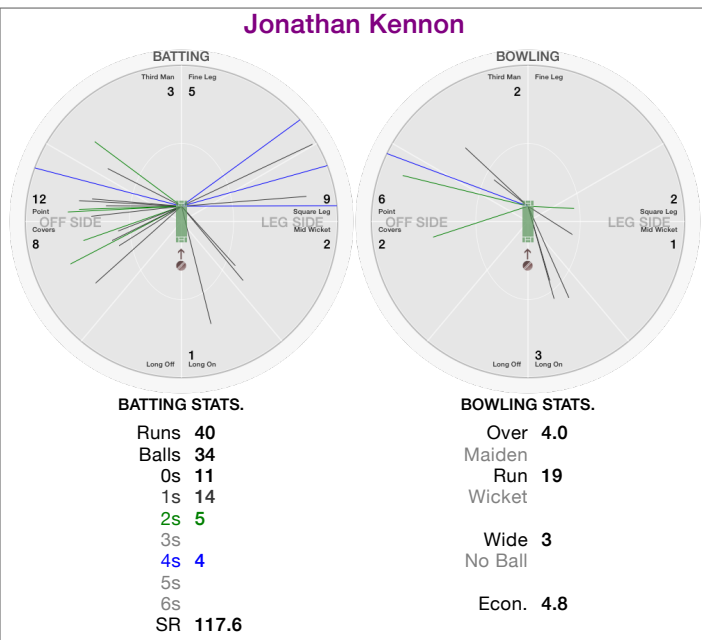 Jonathan Kennon
BATTING
Third Man Fine Leg
3 5
12 9
Point Square Leg
OFF SIDE LEG SIDE
Covers Mid Wicket
8 2
1
Long Off Long On
BOWLING
Third Man Fine Leg
2
6 2
Point Square Leg
OFF SIDE LEG SIDE
Covers Mid Wicket
2 1
3
Long Off Long On
BATTING STATS.
Runs 40
Balls 34
0s 11
1s 14
2s 5
3s
4s 4
5s
6s
SR 117.6
BOWLING STATS.
Over 4.0
Maiden
Run 19
Wicket
Wide 3
No Ball
Econ. 4.8